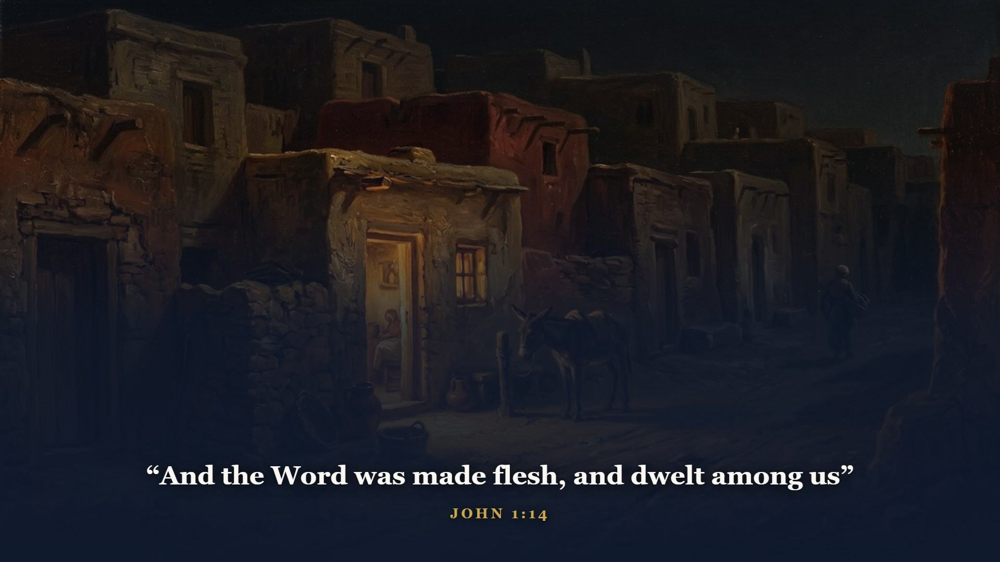 “And the Word was made flesh, and dwelt among us”
JOHN 1:14